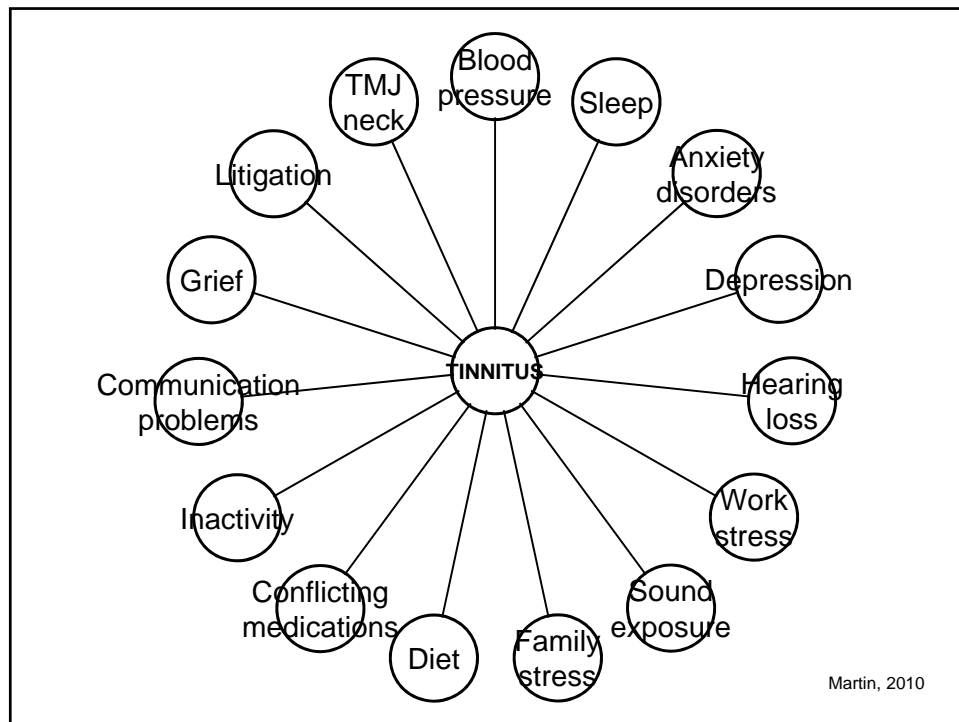 Blood
pressure
Sleep
Anxiety
disorders
Depression
Hearing
loss
Work
stress
Sound
exposure
Family
stress
Diet
Conflicting
medications
Inactivity
Communication
problems
Grief
Litigation
TMJ
neck
TINNITUS
Martin, 2010